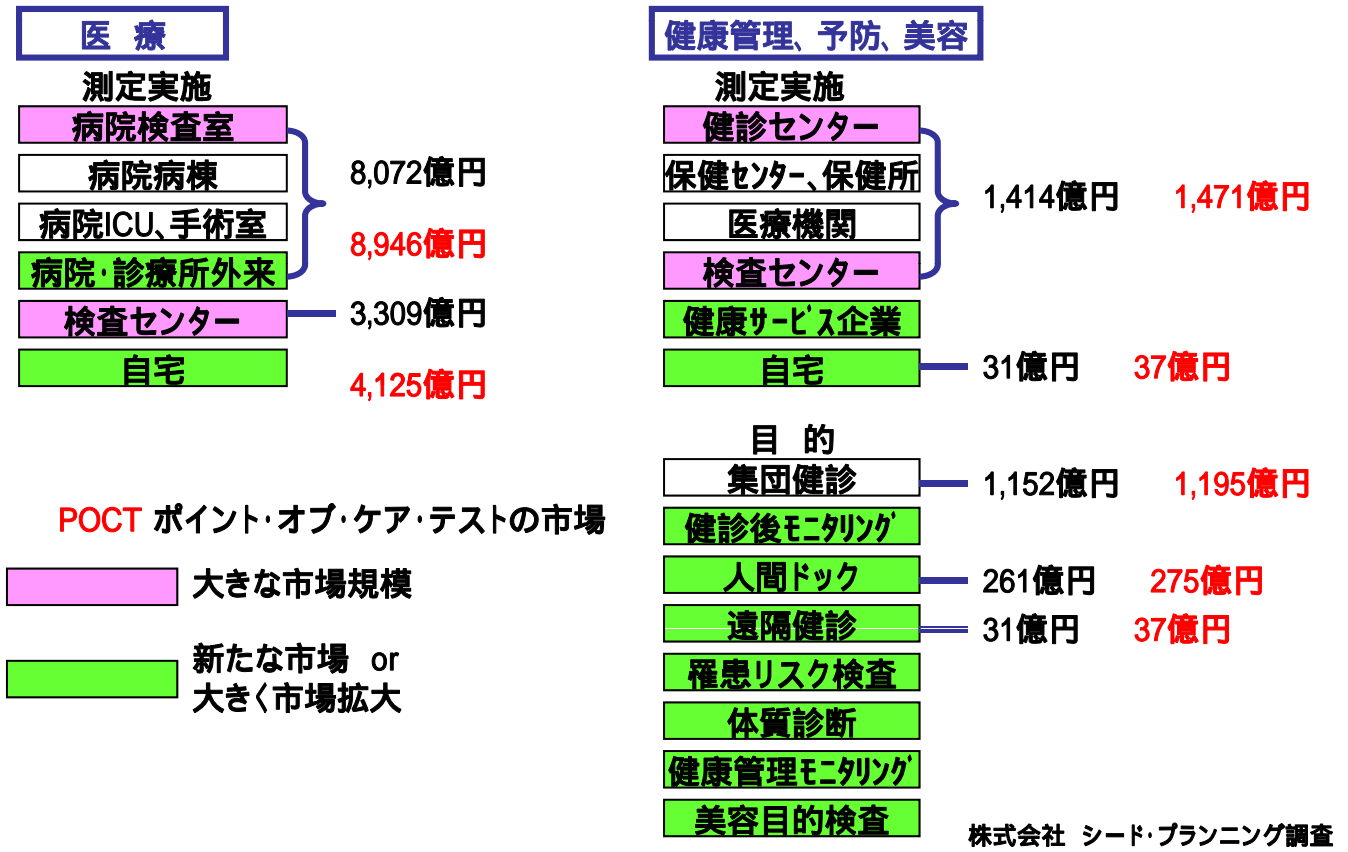 医 療
測定実施
病院検査室
病院病棟
病院ICU、手術室
病院・診療所外来
検査センター
自宅
8,072億円
8,946億円
3,309億円
4,125億円
POCT ポイント・オブ・ケア・テストの市場
大きな市場規模
新たな市場 or
大きく市場拡大
健康管理、予防、美容
測定実施
健診センター
保健ｾﾝﾀｰ、保健所
医療機関
検査センター
健康ｻｰﾋﾞｽ企業
自宅
1,414億円 1,471億円
31億円 37億円
目 的
集団健診 1,152億円 1,195億円
健診後ﾓﾆﾀﾘﾝｸﾞ
人間ドック 261億円 275億円
遠隔健診 31億円 37億円
罹患リスク検査
体質診断
健康管理ﾓﾆﾀﾘﾝｸﾞ
美容目的検査
株式会社 シード・プランニング調査